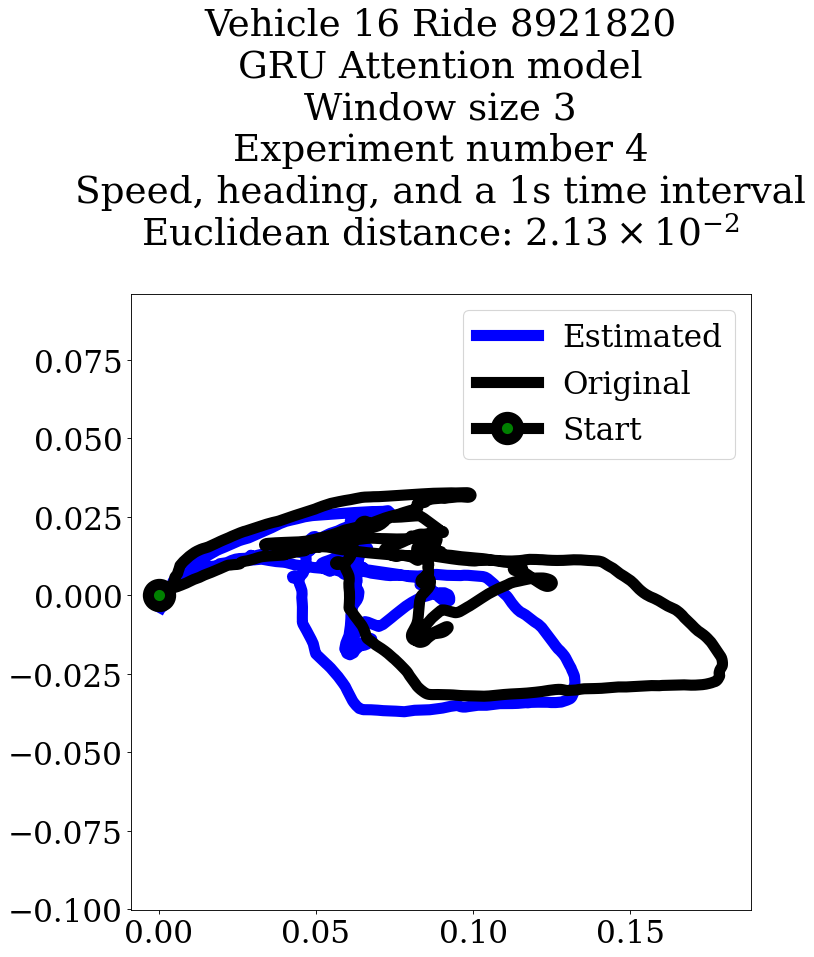 Vehicle 16 Ride 8921820
GRU Attention model
Window size 3
Experiment number 4
Speed, heading, and a 1s time interval
Euclidean distance: 2.13 × 10⁻²
Estimated
Original
Start
0.075
0.050
0.025
0.000
−0.025
−0.050
−0.075
−0.100
0.00 0.05 0.10 0.15